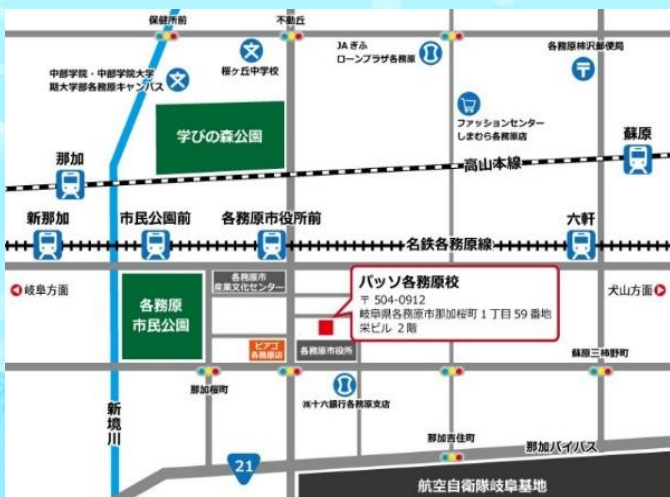 保健所前
不動丘
中部学院・中部学院大学
期大学部各務原キャンパス
桜ヶ丘中学校
JAぎふ
ローンプラザ各務原
各務原柿沢郵便局
ファッションセンター
しまむら各務原店
学びの森公園
那加
高山本線
蘇原
新那加
市民公園前
各務原市役所前
名鉄各務原線
六軒
岐阜方面
各務原
市民公園
各務原市
産業文化センター
パッソ各務原校
〒 504-0912
岐阜県各務原市那加桜町 1 丁目 59 番地
栄ビル 2 階
犬山方面
ピアゴ
各務原店
各務原市役所
那加桜町
㈱十六銀行各務原支店
蘇原三柿野町
新境川
21
那加吉住町
那加バイパス
航空自衛隊岐阜基地